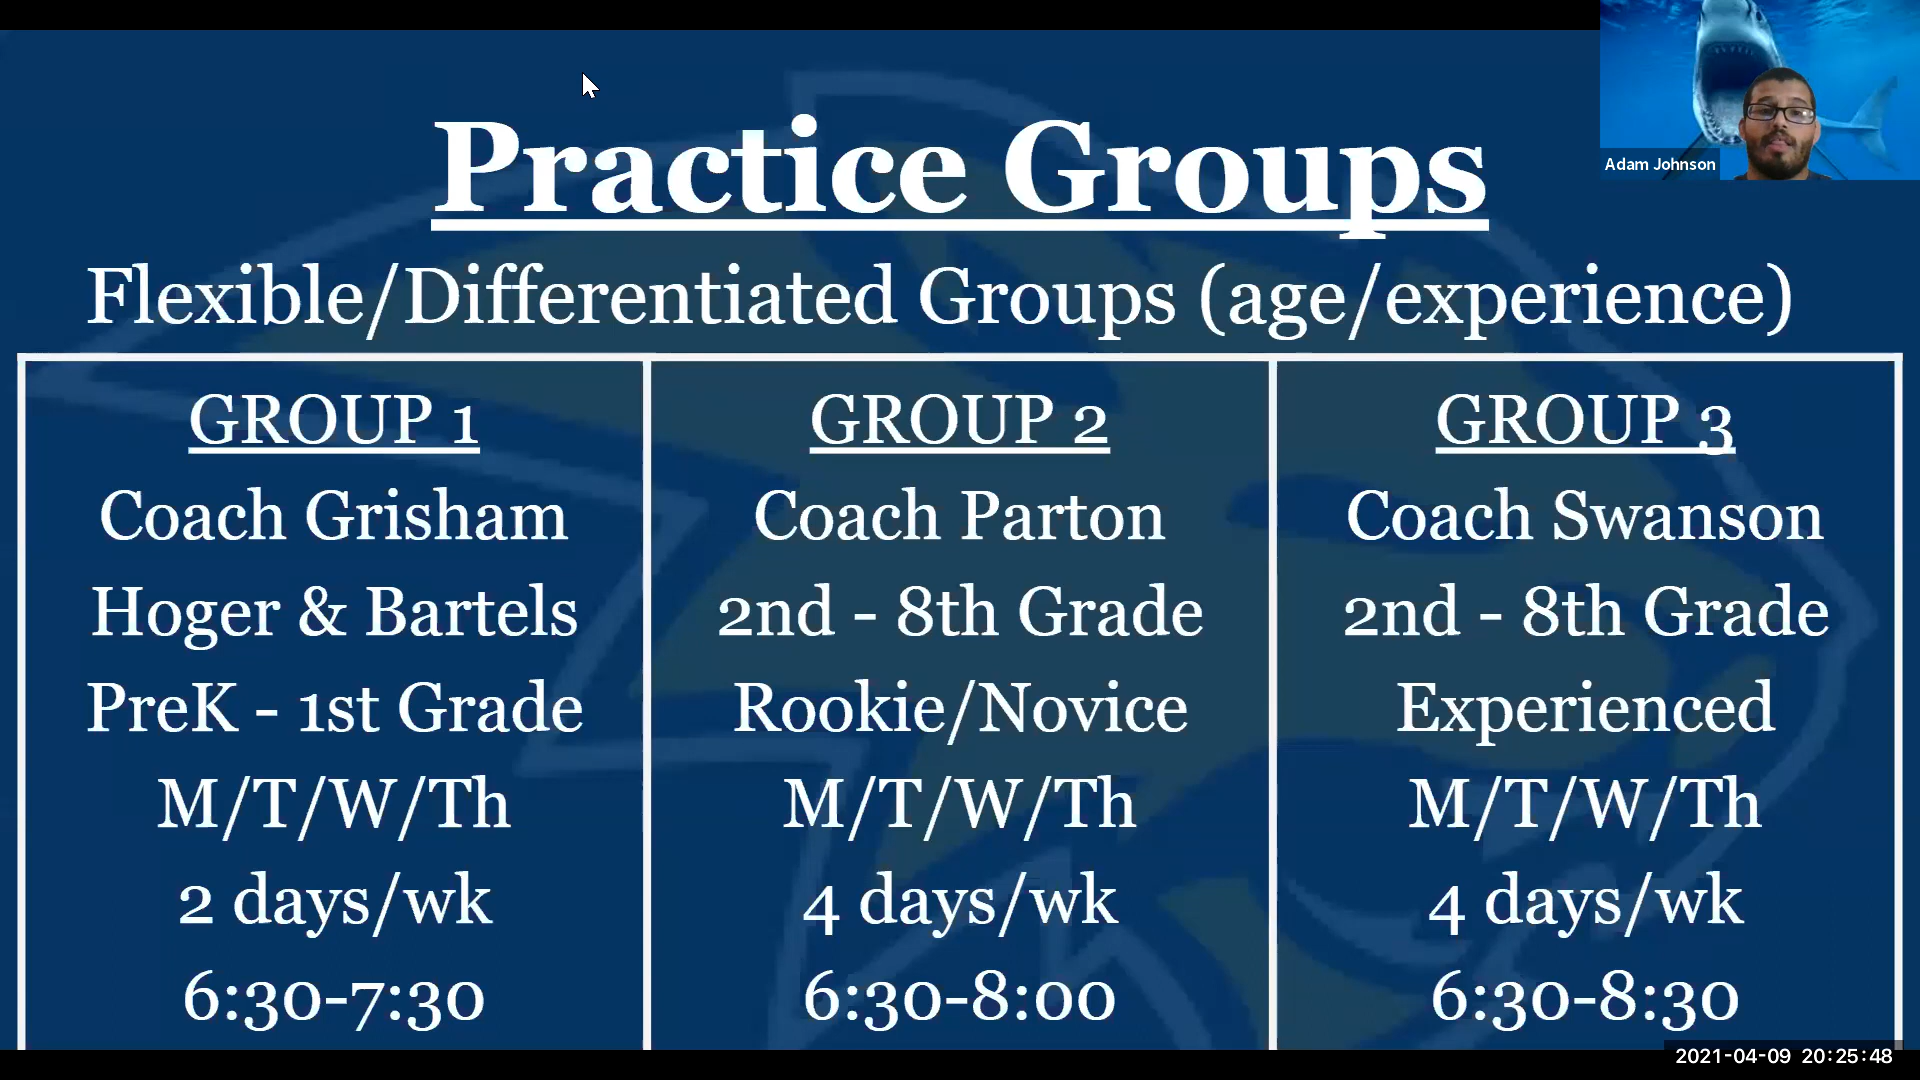 Practice Groups
Flexible/Differentiated Groups (age/experience)
GROUP 1
Coach Grisham
Hoger & Bartels
PreK - 1st Grade
M/T/W/Th
2 days/wk
6:30-7:30
GROUP 2
Coach Parton
2nd - 8th Grade
Rookie/Novice
M/T/W/Th
4 days/wk
6:30-8:00
GROUP 3
Coach Swanson
2nd - 8th Grade
Experienced
M/T/W/Th
4 days/wk
6:30-8:30
Adam Johnson
2021-04-09 20:25:48